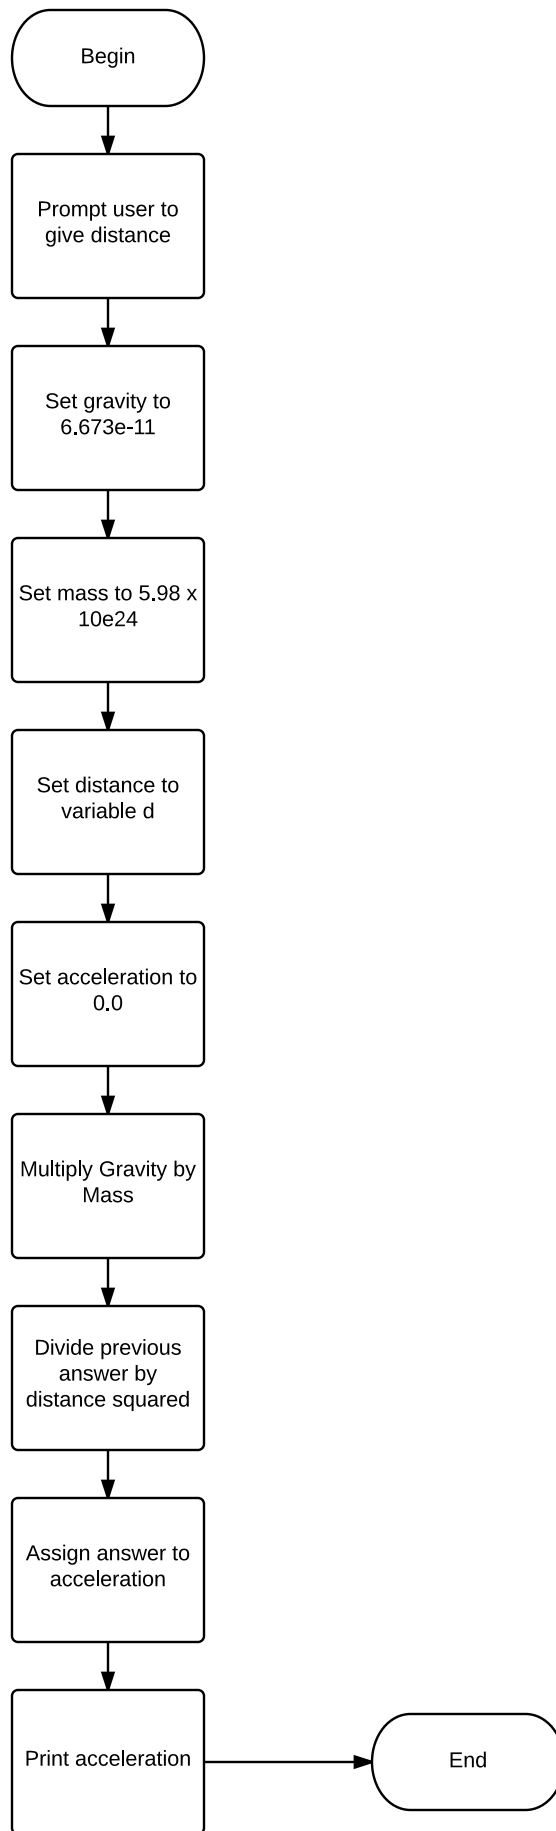 Begin
Prompt user to
give distance
Set gravity to
6.673e-11
Set mass to 5.98 x
10e24
Set distance to
variable d
Set acceleration to
0.0
Multiply Gravity by
Mass
Divide previous
answer by
distance squared
Assign answer to
acceleration
Print acceleration
End